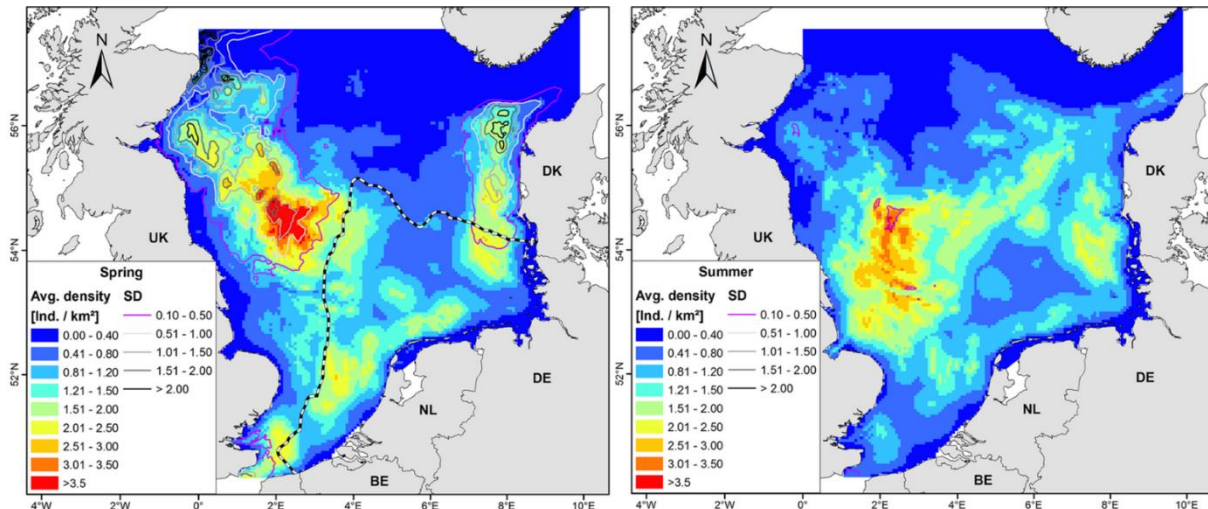 N
56°N
54°N
52°N
UK
DK
DE
NL
BE
Spring
Avg. density SD
[Ind. / km²]
0.00 - 0.40
0.41 - 0.80
0.81 - 1.20
1.21 - 1.50
1.51 - 2.00
2.01 - 2.50
2.51 - 3.00
3.01 - 3.50
>3.5
0.10 - 0.50
0.51 - 1.00
1.01 - 1.50
1.51 - 2.00
> 2.00
4°W 2°W 0° 2°E 4°E 6°E 8°E 10°E
N
56°N
54°N
52°N
UK
DK
DE
NL
BE
Summer
Avg. density SD
[Ind. / km²]
0.00 - 0.40
0.41 - 0.80
0.81 - 1.20
1.21 - 1.50
1.51 - 2.00
2.01 - 2.50
2.51 - 3.00
3.01 - 3.50
>3.5
0.10 - 0.50
0.51 - 1.00
1.01 - 1.50
1.51 - 2.00
> 2.00
4°W 2°W 0° 2°E 4°E 6°E 8°E 10°E